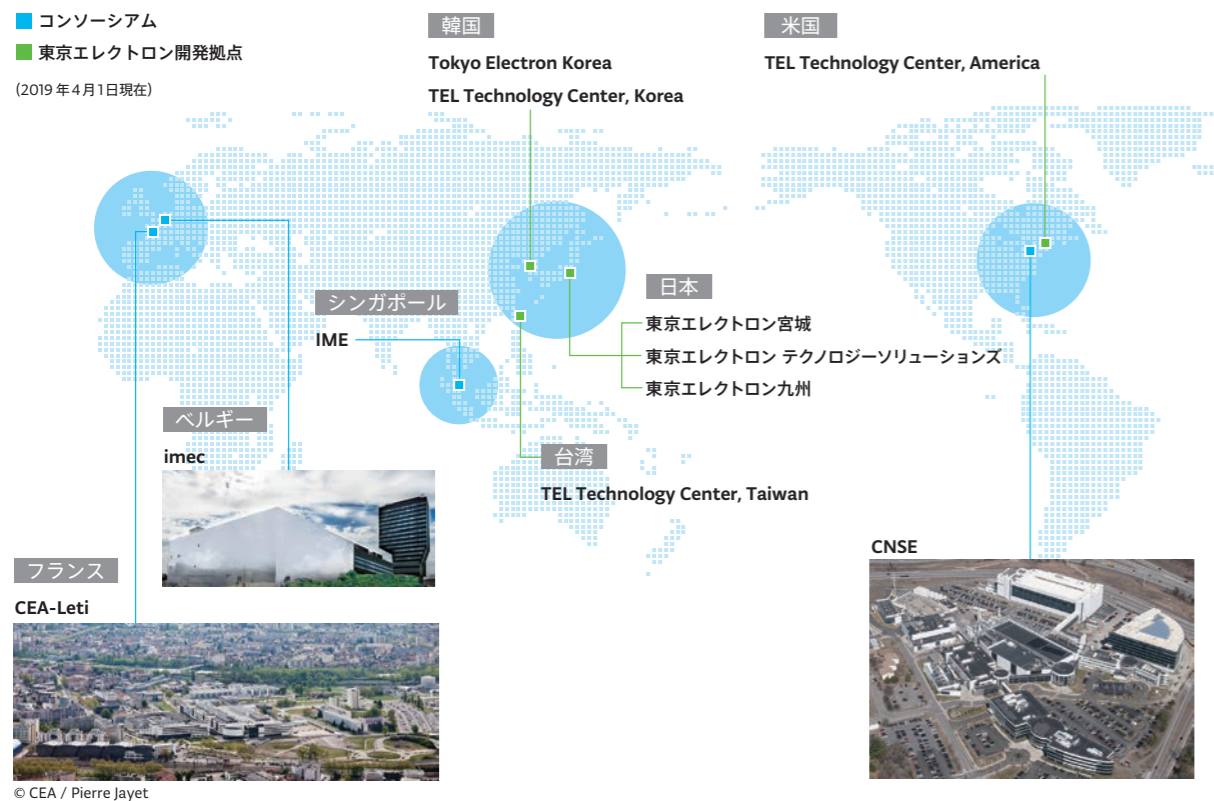 コンソーシアム
東京エレクトロン開発拠点
(2019年4月1日現在)
韓国
Tokyo Electron Korea
TEL Technology Center, Korea
米国
TEL Technology Center, America
シンガポール
IME
日本
東京エレクトロン宮城
東京エレクトロン テクノロジーソリューションズ
東京エレクトロン九州
ベルギー
imec
台湾
TEL Technology Center, Taiwan
フランス
CEA-Leti
CNSE
© CEA / Pierre Jayet